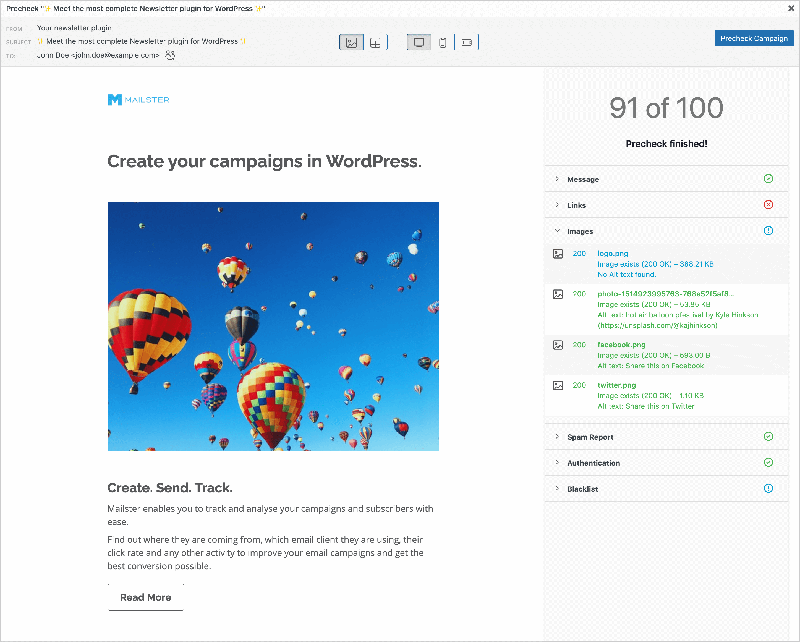 Precheck "✨ Meet the most complete Newsletter plugin for WordPress ✨"
FROM Your newsletter plugin
SUBJECT ✨ Meet the most complete Newsletter plugin for WordPress ✨
TO John Doe <john.doe@example.com>
Precheck Campaign
MAILSTER
Create your campaigns in WordPress.
Create. Send. Track.
Mailster enables you to track and analyse your campaigns and subscribers with
ease.
Find out where they are coming from, which email client they are using, their
click rate and any other activity to improve your email campaigns and get the
best conversion possible.
Read More
91 of 100
Precheck finished!
Message
Links
Images
200 logo.png
Image exists (200 OK) – 388.21 KB
No Alt text found.
200 photo-1514923995763-768e52f5af8...
Image exists (200 OK) – 53.85 KB
Alt text: hot air balloon festival by Kyle Hinkson
(https://unsplash.com/@kajhinkson)
200 facebook.png
Image exists (200 OK) – 693.00 B
Alt text: Share this on Facebook
200 twitter.png
Image exists (200 OK) – 1.10 KB
Alt text: Share this on Twitter
Spam Report
Authentication
Blacklist